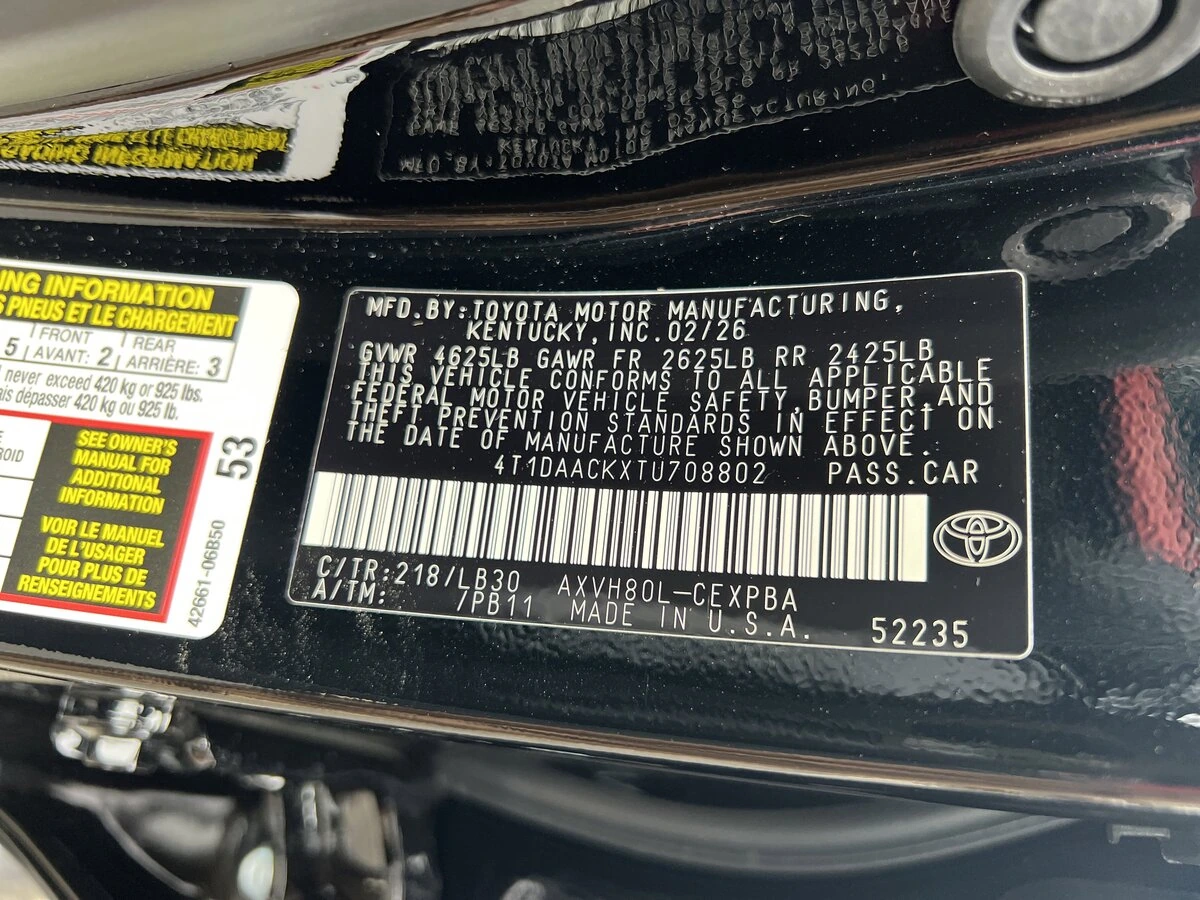 ING INFORMATION
S PNEUS ET LE CHARGEMENT
5 FRONT AVANT: 2 REAR ARRIÈRE: 3
never exceed 420 kg or 925 lbs.
dépasser 420 kg ou 925 lb.
SEE OWNER'S
MANUAL FOR
ADDITIONAL
INFORMATION
VOIR LE MANUEL
DE L'USAGER
POUR PLUS DE
RENSEIGNEMENTS
53
42661-06B50
MFD.BY:TOYOTA MOTOR MANUFACTURING,
KENTUCKY, INC. 02/26
GVWR 4625LB GAWR FR 2625LB RR 2425LB
THIS VEHICLE CONFORMS TO ALL APPLICABLE
FEDERAL MOTOR VEHICLE SAFETY,BUMPER,AND
THEFT PREVENTION STANDARDS IN EFFECT ON
THE DATE OF MANUFACTURE SHOWN ABOVE.
4T1DAACKXTU708802 PASS.CAR
C/TR:218/LB30 AXVH80L-CEXPBA
A/TM: /PB11 MADE IN U.S.A. 52235